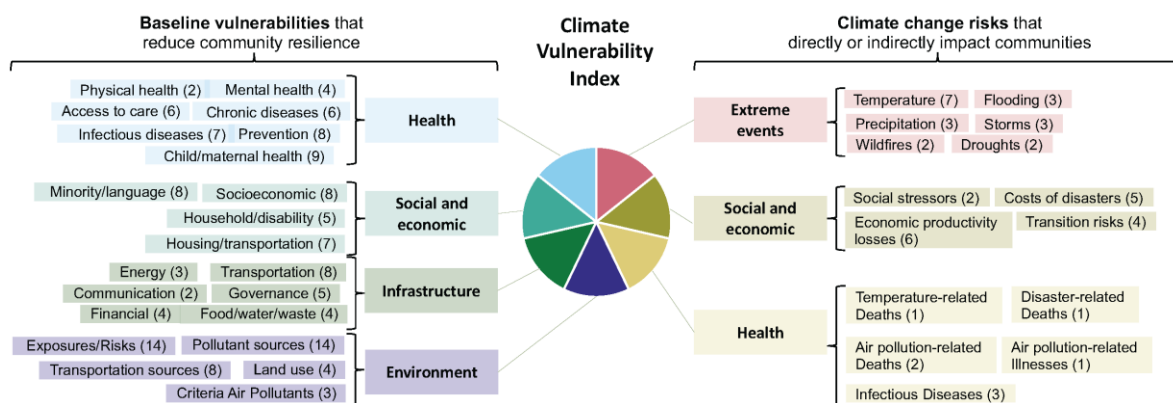 Baseline vulnerabilities that
reduce community resilience
Climate
Vulnerability
Index
Climate change risks that
directly or indirectly impact communities
Physical health (2) Mental health (4)
Access to care (6) Chronic diseases (6)
Infectious diseases (7) Prevention (8)
Child/maternal health (9)
Health
Minority/language (8) Socioeconomic (8)
Household/disability (5)
Housing/transportation (7)
Social and
economic
Energy (3) Transportation (8)
Communication (2) Governance (5)
Financial (4) Food/water/waste (4)
Infrastructure
Exposures/Risks (14) Pollutant sources (14)
Transportation sources (8) Land use (4)
Criteria Air Pollutants (3)
Environment
Extreme
events
Temperature (7) Flooding (3)
Precipitation (3) Storms (3)
Wildfires (2) Droughts (2)
Social and
economic
Social stressors (2) Costs of disasters (5)
Economic productivity
losses (6)
Transition risks (4)
Health
Temperature-related
Deaths (1)
Disaster-related
Deaths (1)
Air pollution-related
Deaths (2)
Air pollution-related
Illnesses (1)
Infectious Diseases (3)